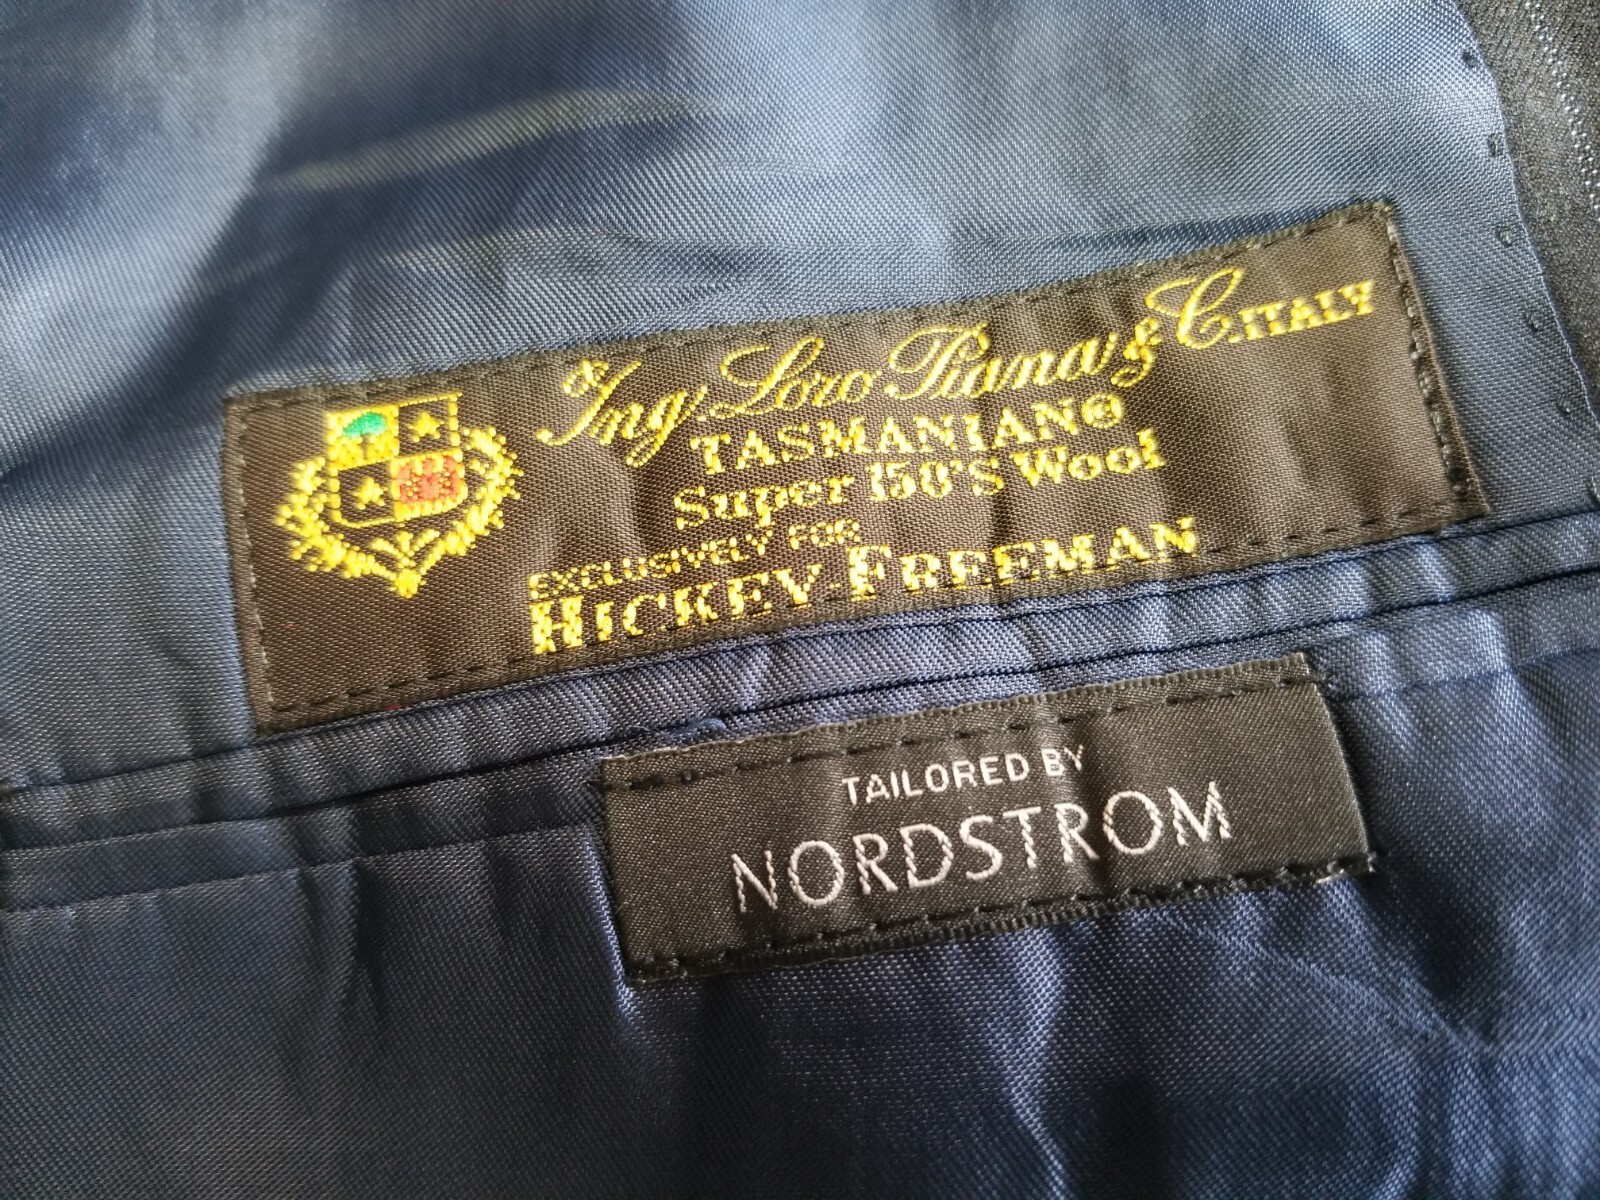 Ing. Loro Piana & C. ITALY
TASMANIAN®
Super 150'S Wool
EXCLUSIVELY FOR
HICKEY-FREEMAN
TAILORED BY
NORDSTROM